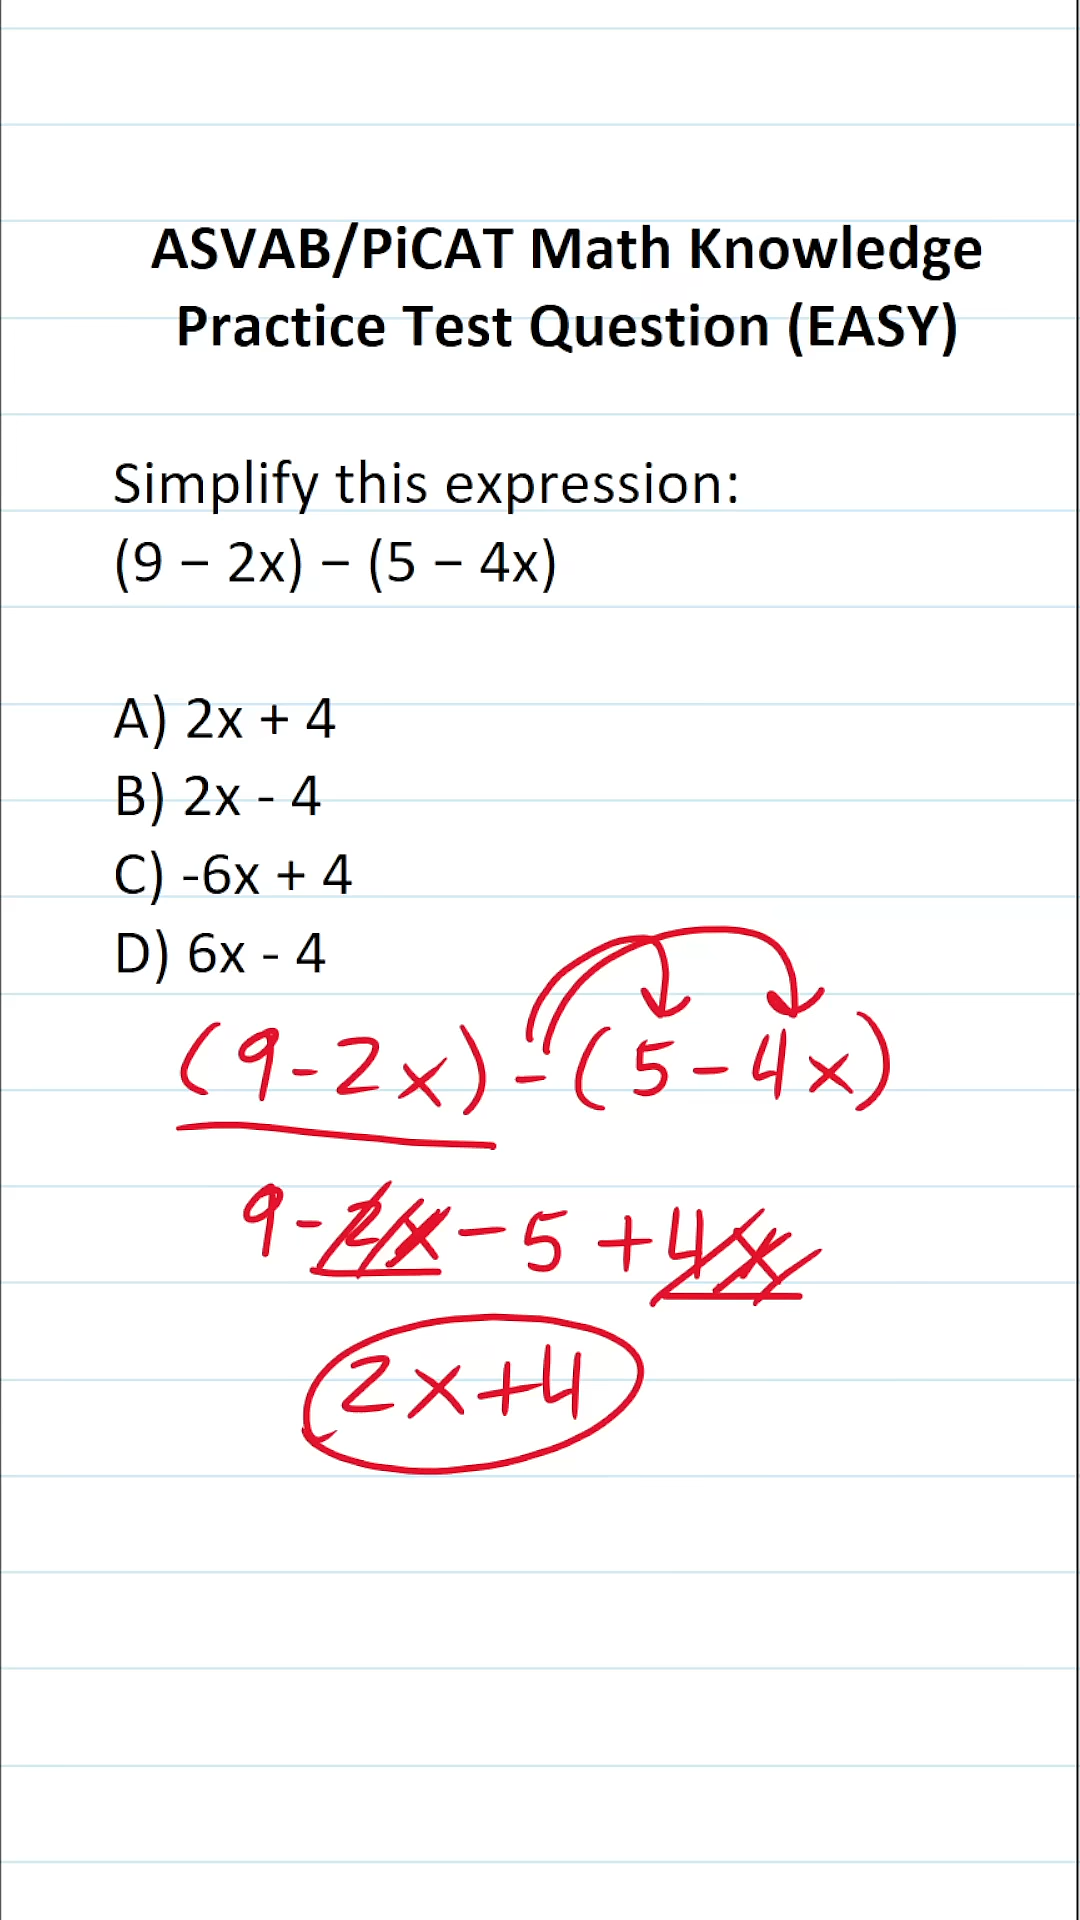 ASVAB/PiCAT Math Knowledge
Practice Test Question (EASY)
Simplify this expression:
(9 – 2x) – (5 – 4x)
A) 2x + 4
B) 2x - 4
C) -6x + 4
D) 6x - 4
(9-2x)-(5-4x)
9-2x-5+4x
2x+4